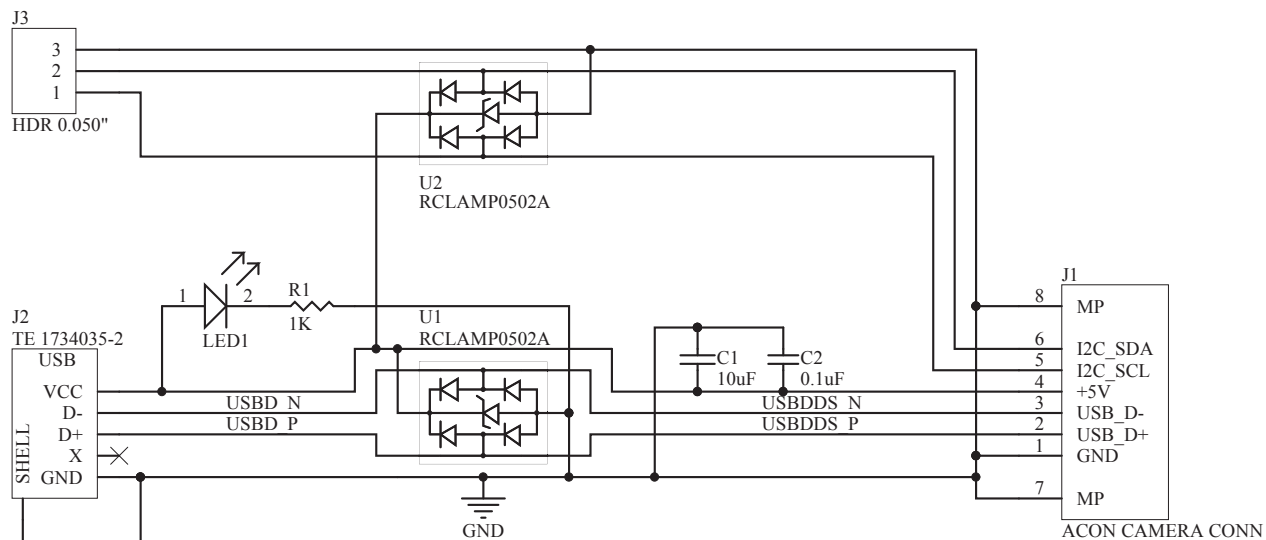 J3
3
2
1
HDR 0.050"
U2
RCLAMP0502A
1
2
R1
1K
LED1
U1
RCLAMP0502A
J2
TE 1734035-2
USB
VCC
D-
D+
X
GND
SHELL
USBD_N
USBD_P
GND
C1
10uF
C2
0.1uF
USBDDS_N
USBDDS_P
J1
8 MP
6 I2C_SDA
5 I2C_SCL
4 +5V
3 USB_D-
2 USB_D+
1 GND
7 MP
ACON CAMERA CONN